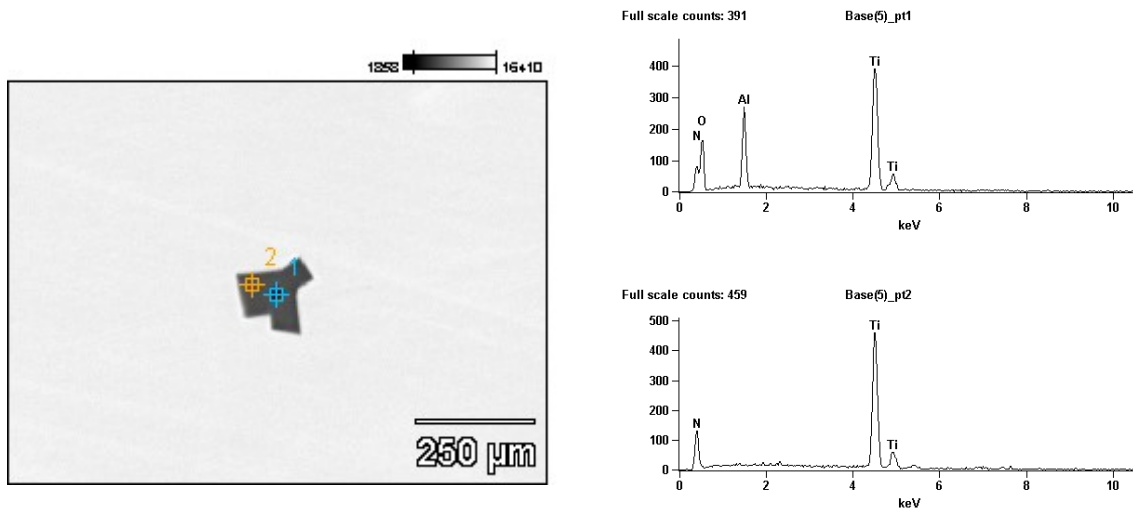 1858 16410
2 1
250 µm
Full scale counts: 391 Base(5)_pt1
400
300
200
100
0
N O Al Ti Ti
0 2 4 6 8 10
keV
Full scale counts: 459 Base(5)_pt2
500
400
300
200
100
0
N Ti Ti
0 2 4 6 8 10
keV